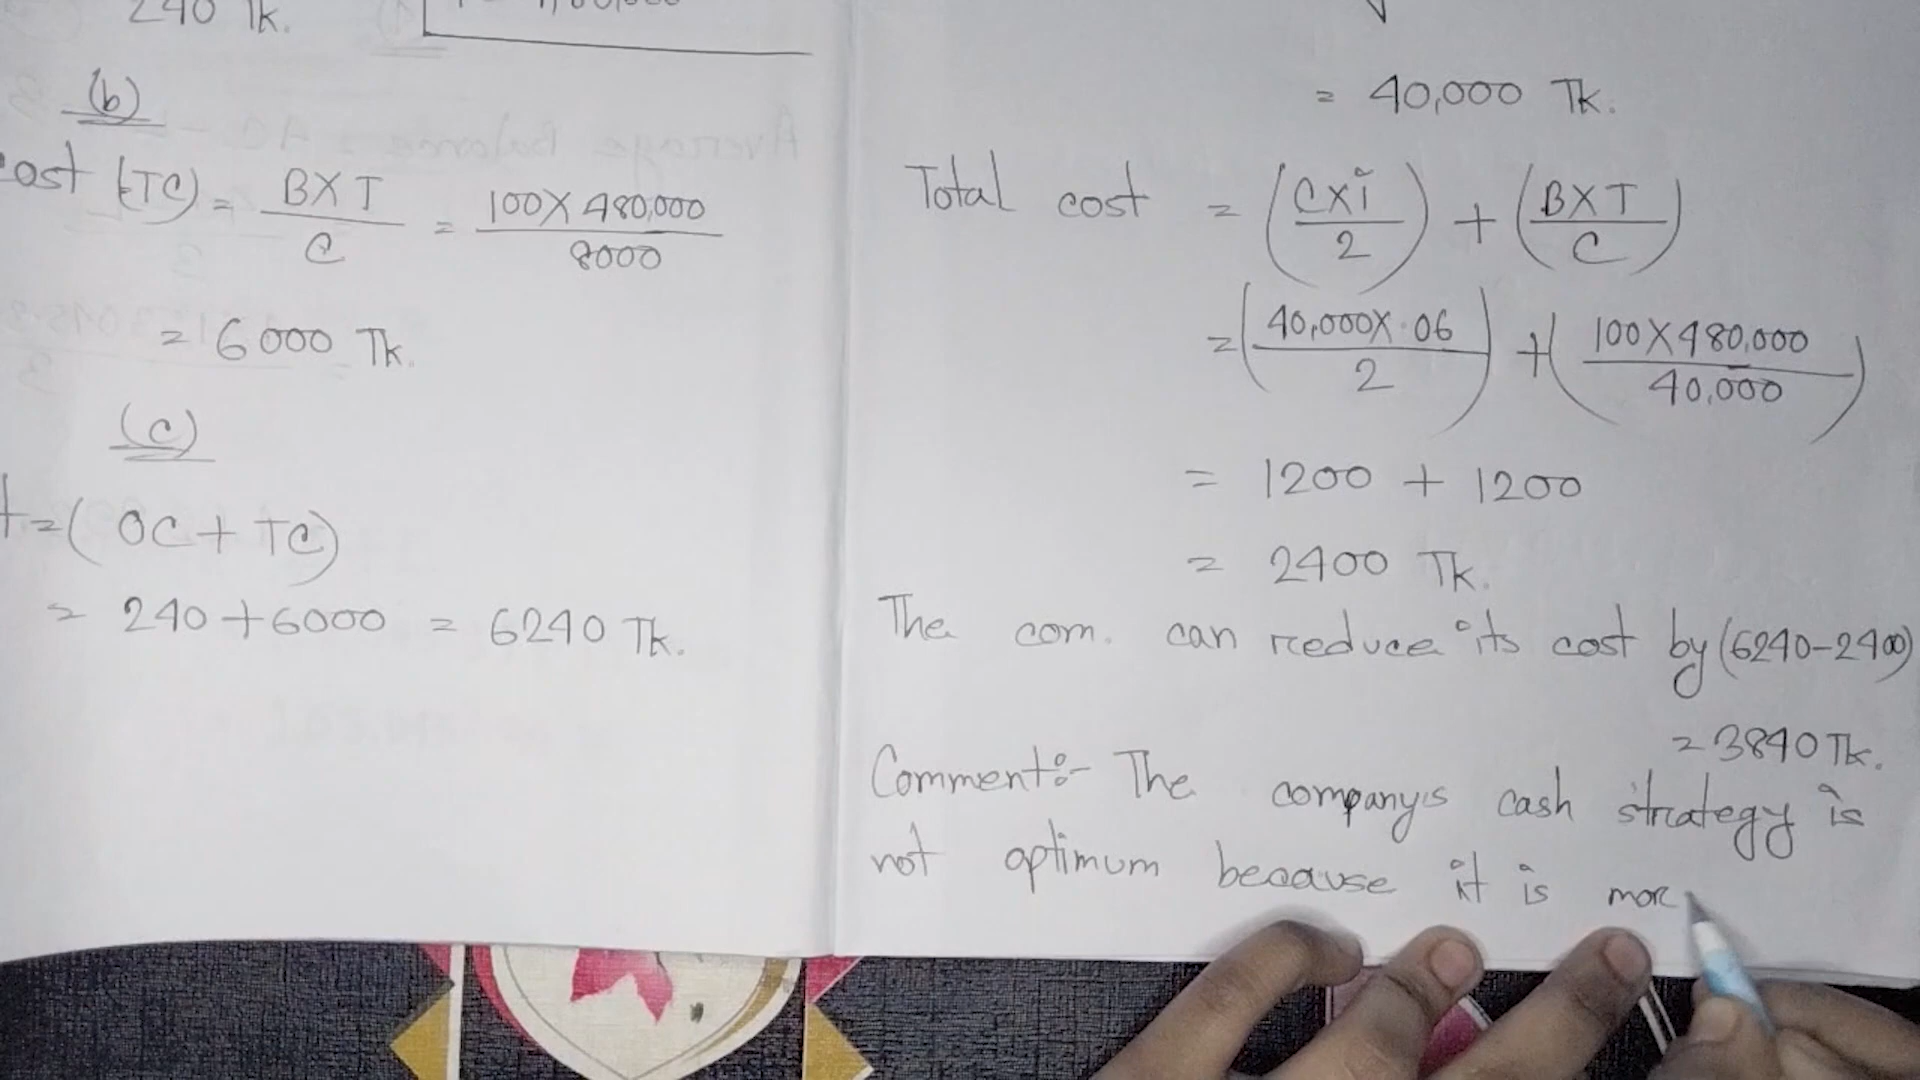 240 Tk.
(b)
cost (TC) = B×T/C = 100×480,000/8000
= 6000 Tk.
(c)
= (OC + TC)
= 240 + 6000 = 6240 Tk.
= 40,000 Tk.
Total cost = (C×i/2) + (B×T/C)
= (40,000×.06/2) + (100×480,000/40,000)
= 1200 + 1200
= 2400 Tk.
The com. can reduce its cost by (6240-2400)
= 3840 Tk.
Comment:- The company's cash strategy is
not optimum because it is mor